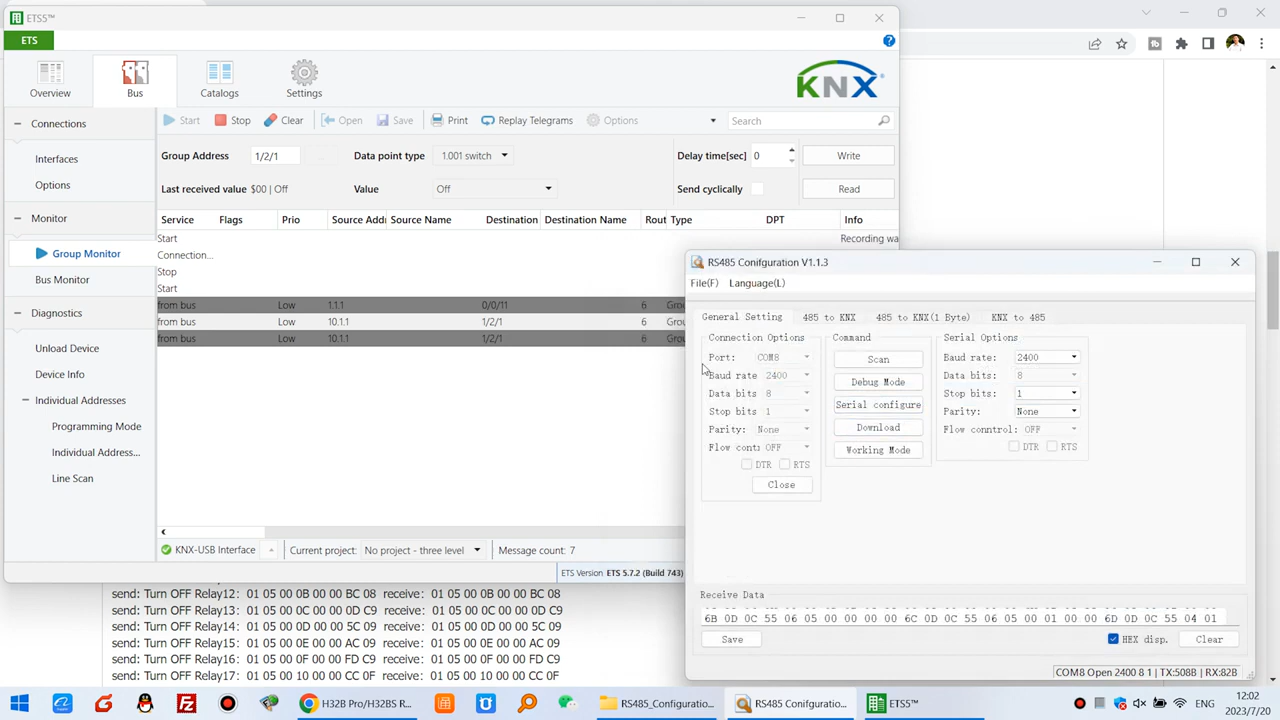 ETS5™
ETS
Overview
Bus
Catalogs
Settings
KNX
Connections
Interfaces
Options
Monitor
Group Monitor
Bus Monitor
Diagnostics
Unload Device
Device Info
Individual Addresses
Programming Mode
Individual Address...
Line Scan
Start Stop Clear Open Save Print Replay Telegrams Options Search
Group Address 1/2/1 ... Data point type 1.001 switch Delay time[sec] 0 Write
Last received value $00 | Off Value Off Send cyclically Read
Service Flags Prio Source Addr Source Name Destination Destination Name Rout Type DPT Info
Start Recording wa
Connection...
Stop
Start
from bus Low 1.1.1 0/0/11 6 Grou
from bus Low 10.1.1 1/2/1 6 Grou
from bus Low 10.1.1 1/2/1 6 Grou
KNX-USB Interface Current project: No project - three level Message count: 7
ETS Version ETS 5.7.2 (Build 743)
RS485 Conifguration V1.1.3
File(F) Language(L)
General Setting 485 to KNX 485 to KNX(1 Byte) KNX to 485
Connection Options
Port: COM8
Baud rate 2400
Data bits 8
Stop bits 1
Parity: None
Flow conti OFF
DTR RTS
Close
Command
Scan
Debug Mode
Serial configure
Download
Working Mode
Serial Options
Baud rate: 2400
Data bits: 8
Stop bits: 1
Parity: None
Flow conntrol: OFF
DTR RTS
Receive Data
6B 0D 0C 55 06 05 00 00 00 00 6C 0D 0C 55 06 05 00 01 00 00 6D 0D 0C 55 04 01
Save HEX disp. Clear
COM8 Open 2400 8 1 | TX:508B | RX:82B
send: Turn OFF Relay12: 01 05 00 0B 00 00 BC 08 receive: 01 05 00 0B 00 00 BC 08
send: Turn OFF Relay13: 01 05 00 0C 00 00 0D C9 receive: 01 05 00 0C 00 00 0D C9
send: Turn OFF Relay14: 01 05 00 0D 00 00 5C 09 receive: 01 05 00 0D 00 00 5C 09
send: Turn OFF Relay15: 01 05 00 0E 00 00 AC 09 receive: 01 05 00 0E 00 00 AC 09
send: Turn OFF Relay16: 01 05 00 0F 00 00 FD C9 receive: 01 05 00 0F 00 00 FD C9
send: Turn OFF Relay17: 01 05 00 10 00 00 CC 0F receive: 01 05 00 10 00 00 CC 0F
H32B Pro/H32BS R...
RS485_Configuratio...
RS485 Conifguratio...
ETS5™
ENG
12:02
2023/7/20